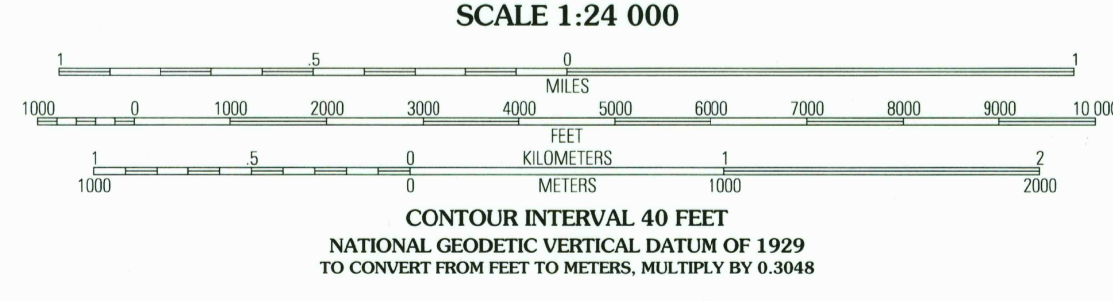 SCALE 1:24 000
1 .5 0 1
MILES
1000 0 1000 2000 3000 4000 5000 6000 7000 8000 9000 10 000
FEET
1 .5 0 KILOMETERS 1 2
1000 0 METERS 1000 2000
CONTOUR INTERVAL 40 FEET
NATIONAL GEODETIC VERTICAL DATUM OF 1929
TO CONVERT FROM FEET TO METERS, MULTIPLY BY 0.3048